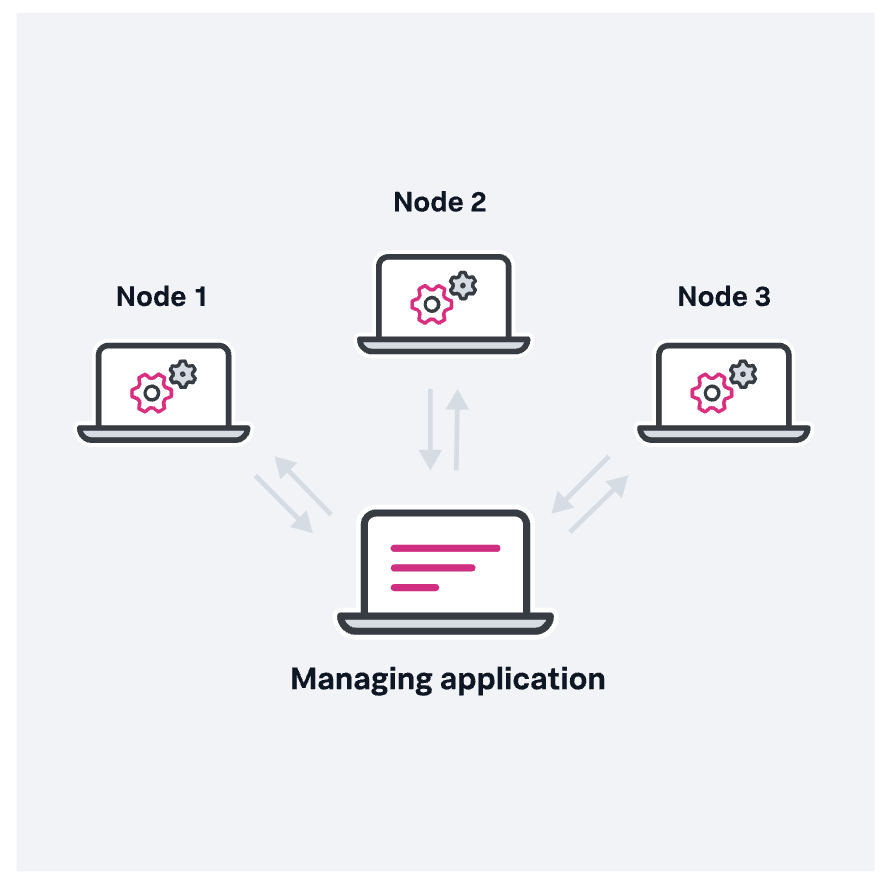 Node 2
Node 1
Node 3
Managing application